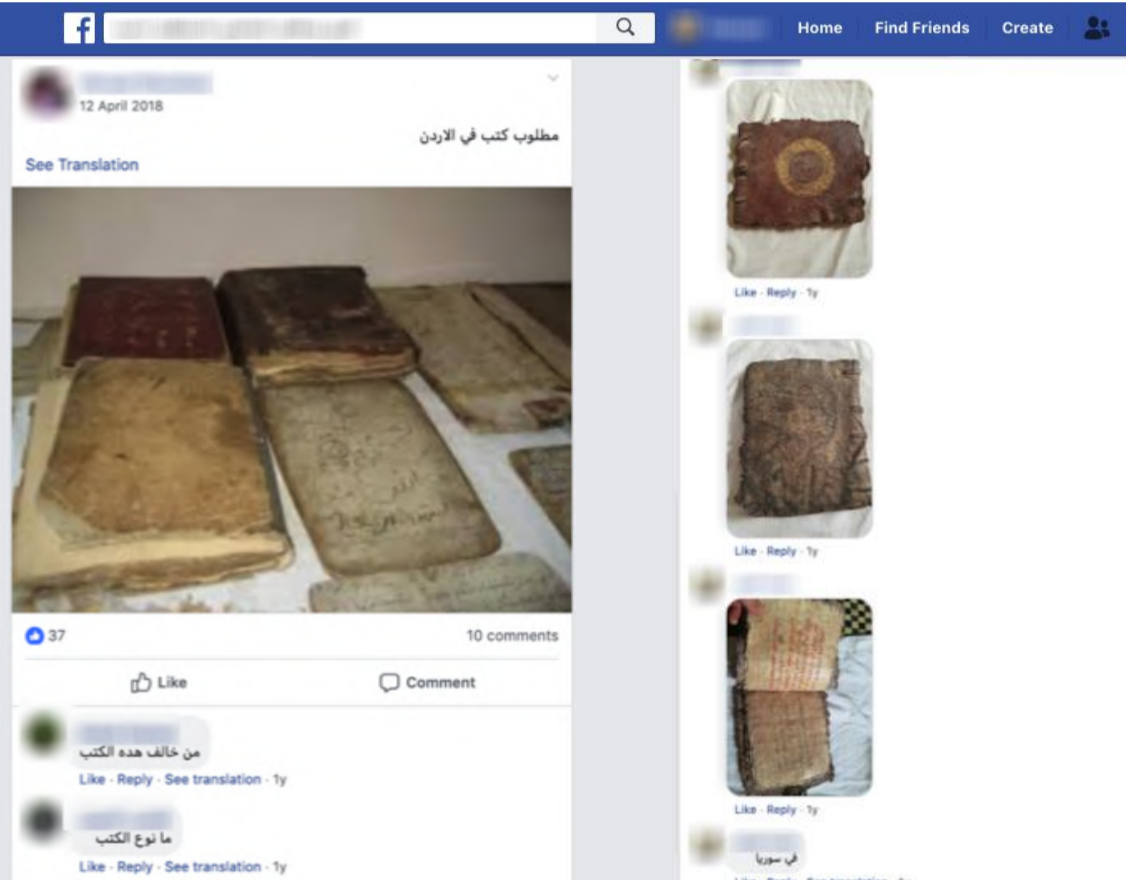 f
Home
Find Friends
Create
12 April 2018
مطلوب كتب في الاردن
See Translation
37
10 comments
Like
Comment
من خالف هده الكتب
Like · Reply · See translation · 1y
ما نوع الكتب
Like · Reply · See translation · 1y
Like · Reply · 1y
Like · Reply · 1y
Like · Reply · 1y
في سوريا